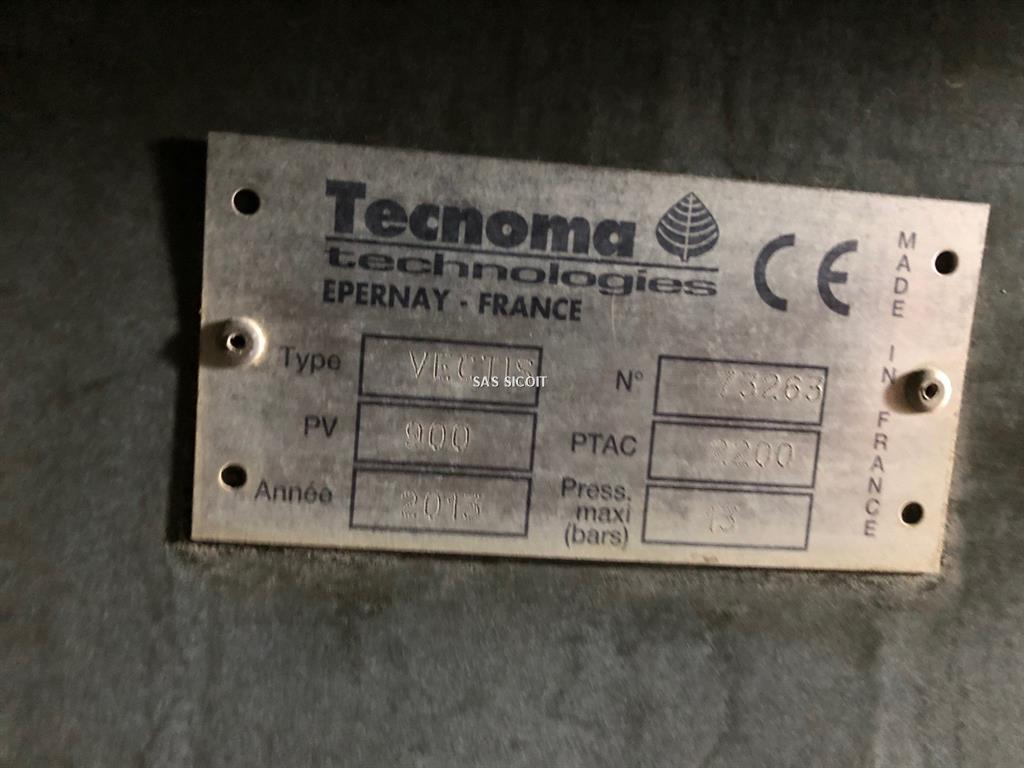 Tecnoma
technologies
EPERNAY - FRANCE
CE
MADE IN FRANCE
Type VECTIS
N° 73263
PV 900
PTAC 2200
Année 2013
Press. maxi (bars) 13
SAS SICOIT